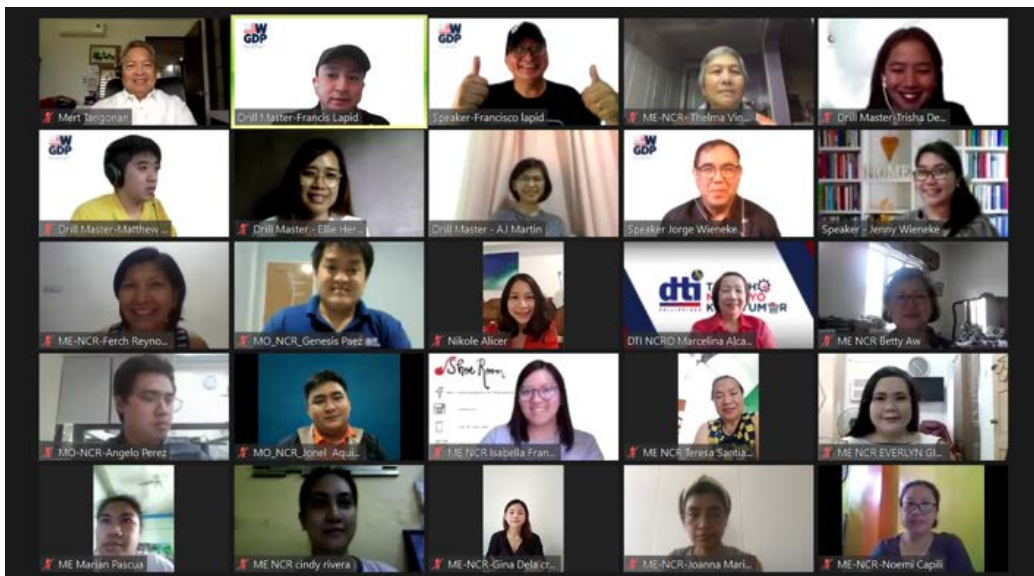 W
GDP
W
GDP
Mert Tangonan
Drill Master-Francis Lapid
Speaker-Francisco lapid
ME-NCR- Thelma Vin...
Drill Master-Trisha De...
W
GDP
W
GDP
HOME
Drill Master-Matthew ...
Drill Master - Ellie Her...
Drill Master - AJ Martin
Speaker Jorge Wieneke
Speaker - Jenny Wieneke
dti
PHILIPPINES
ME-NCR-Ferch Reyno...
MO_NCR_Genesis Paez
Nikole Alicer
DTI NCRO Marcelina Alca...
ME NCR Betty Aw
Shoe Room
MO-NCR-Angelo Perez
MO_NCR_Jonel Aqui...
ME NCR Isabella Fran...
ME NCR Teresa Santia...
ME NCR EVERLYN Gl...
ME Marian Pascua
ME NCR cindy rivera
ME-NCR-Gina Dela cr...
ME-NCR-Joanna Mari...
ME-NCR-Noemi Capili